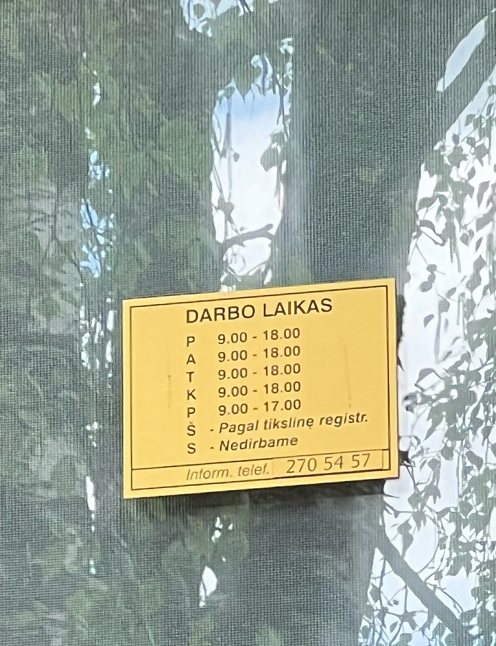 DARBO LAIKAS
P 9.00 - 18.00
A 9.00 - 18.00
T 9.00 - 18.00
K 9.00 - 18.00
P 9.00 - 17.00
Š - Pagal tikslinę registr.
S - Nedirbame
Inform. telef. 270 54 57